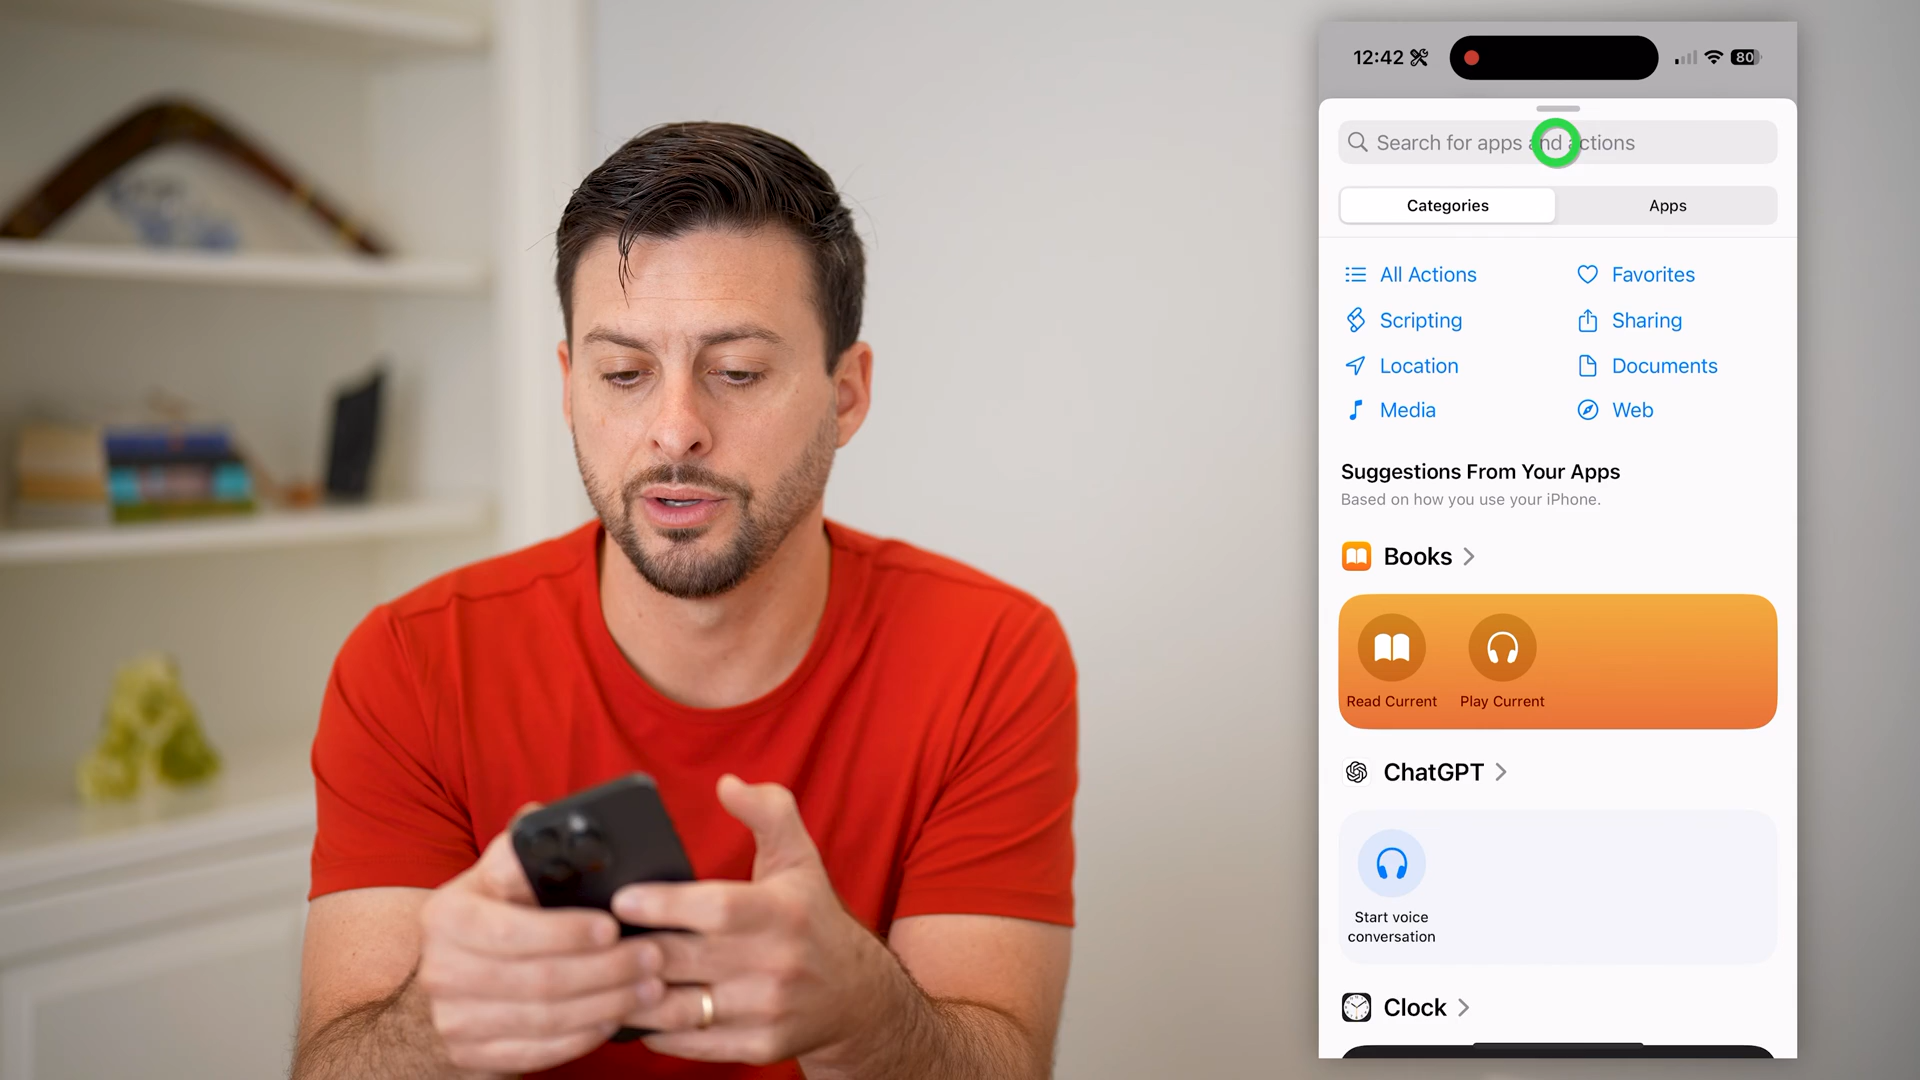 12:42
80
Search for apps and actions
Categories
Apps
All Actions
Favorites
Scripting
Sharing
Location
Documents
Media
Web
Suggestions From Your Apps
Based on how you use your iPhone.
Books
Read Current
Play Current
ChatGPT
Start voice
conversation
Clock